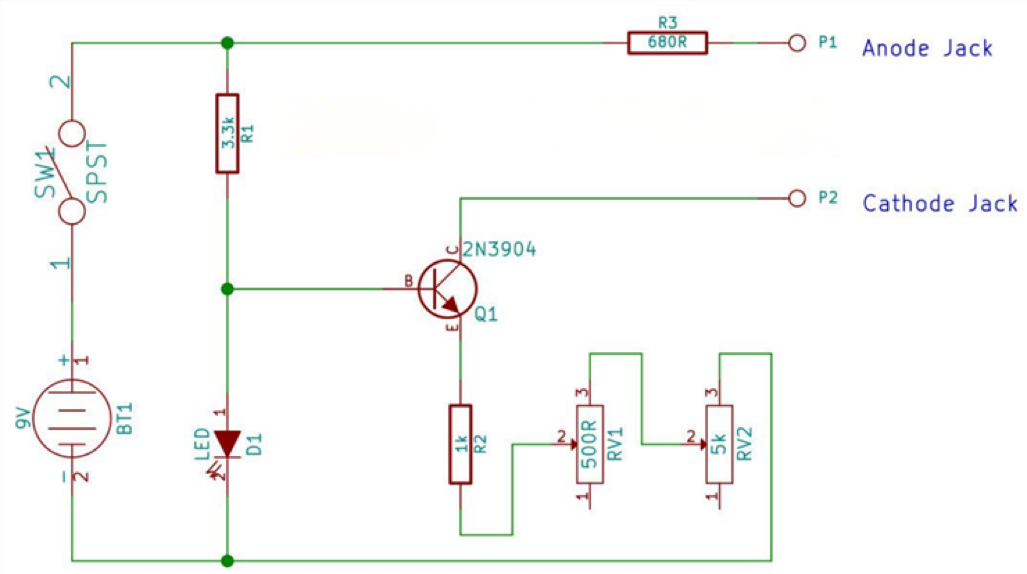 R3
680R
P1
Anode Jack
2
3.3k
R1
SW1
SPST
P2
Cathode Jack
1
C
2N3904
B
Q1
E
+
1
9V
BT1
-
2
1
LED
D1
2
1k
R2
3
2
500R
RV1
1
3
2
5k
RV2
1